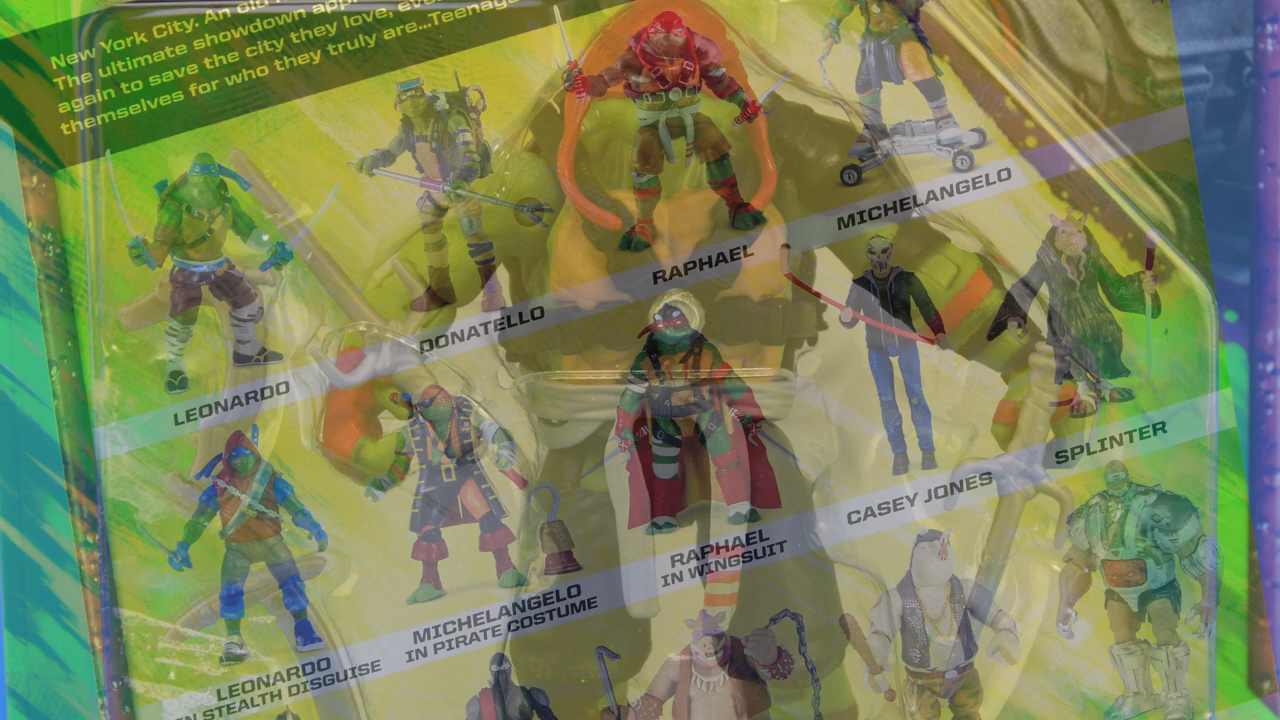 New York City. An old
The ultimate showdown
again to save the city they love,
themselves for who they truly are...Teenage
MICHELANGELO
RAPHAEL
DONATELLO
LEONARDO
SPLINTER
CASEY JONES
RAPHAEL
IN WINGSUIT
MICHELANGELO
IN PIRATE COSTUME
LEONARDO
IN STEALTH DISGUISE